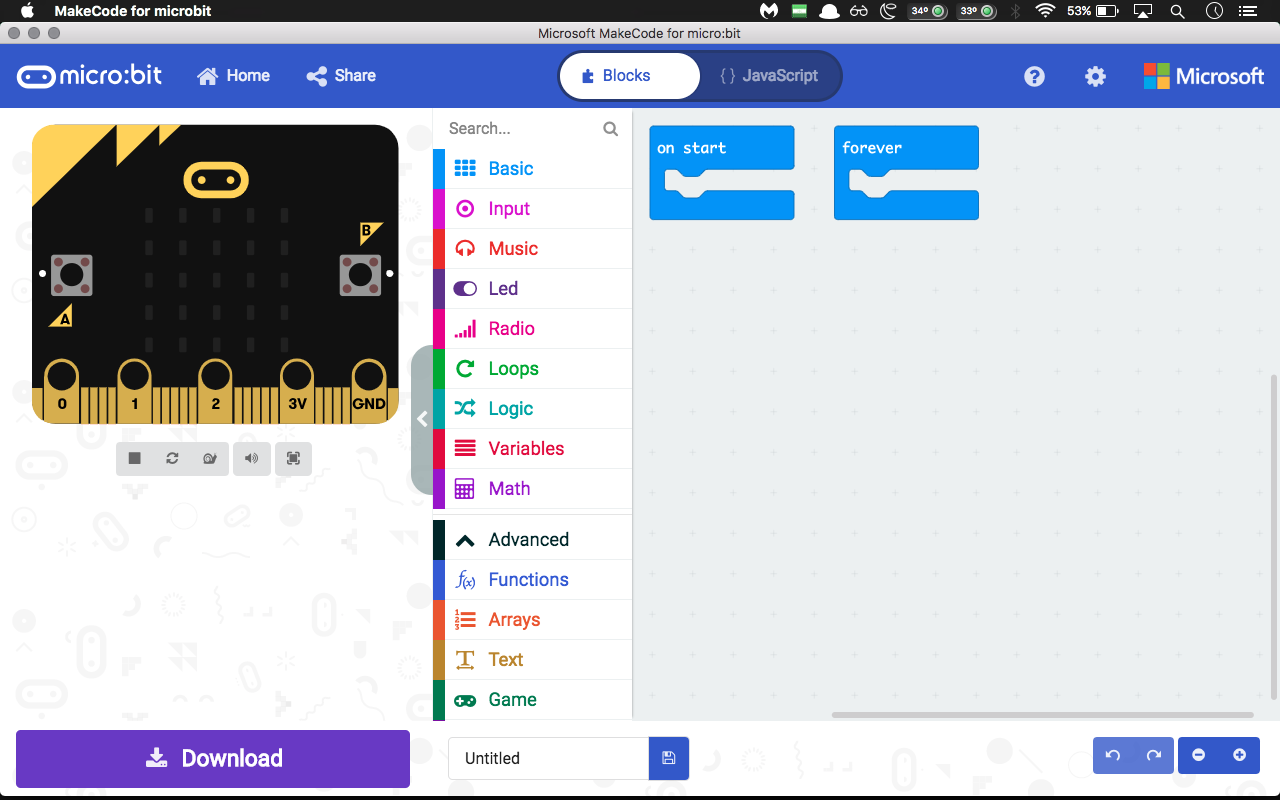 MakeCode for microbit
34º
33º
53%
Microsoft MakeCode for micro:bit
micro:bit
Home
Share
Blocks
{ } JavaScript
Microsoft
Search...
Basic
Input
Music
Led
Radio
Loops
Logic
Variables
Math
Advanced
f(x) Functions
Arrays
Text
Game
on start
forever
B
A
0
1
2
3V
GND
Download
Untitled